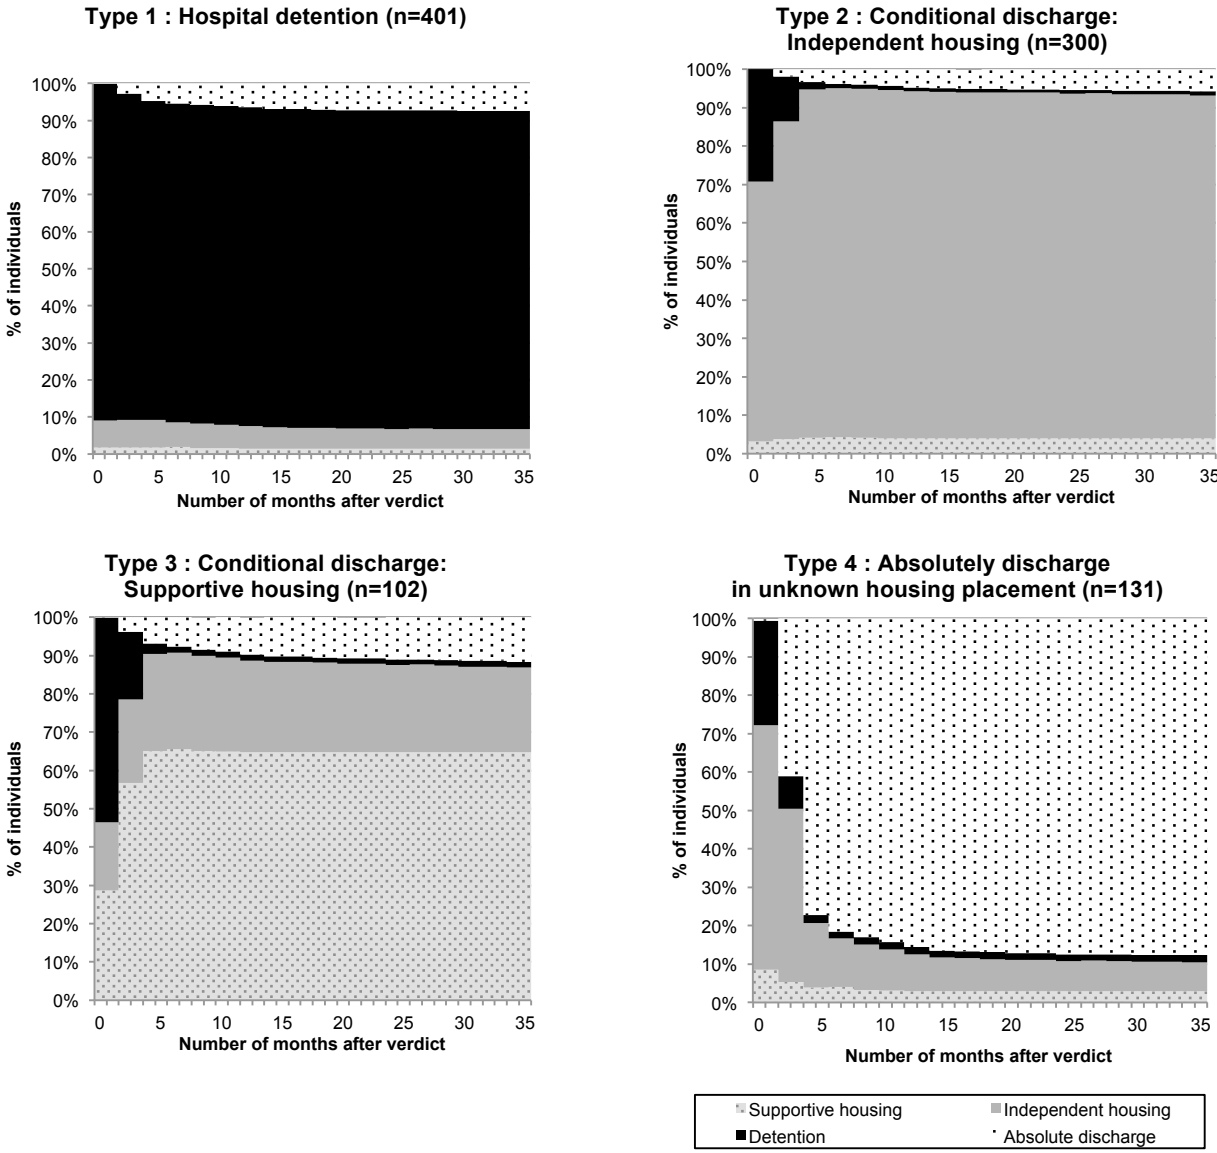 Type 1 : Hospital detention (n=401)
100%
90%
80%
70%
60%
50%
40%
30%
20%
10%
0%
% of individuals
0 5 10 15 20 25 30 35
Number of months after verdict
Type 2 : Conditional discharge:
Independent housing (n=300)
100%
90%
80%
70%
60%
50%
40%
30%
20%
10%
0%
% of individuals
0 5 10 15 20 25 30 35
Number of months after verdict
Type 3 : Conditional discharge:
Supportive housing (n=102)
100%
90%
80%
70%
60%
50%
40%
30%
20%
10%
0%
% of individuals
0 5 10 15 20 25 30 35
Number of months after verdict
Type 4 : Absolutely discharge
in unknown housing placement (n=131)
100%
90%
80%
70%
60%
50%
40%
30%
20%
10%
0%
% of individuals
0 5 10 15 20 25 30 35
Number of months after verdict
Supportive housing Independent housing
Detention Absolute discharge